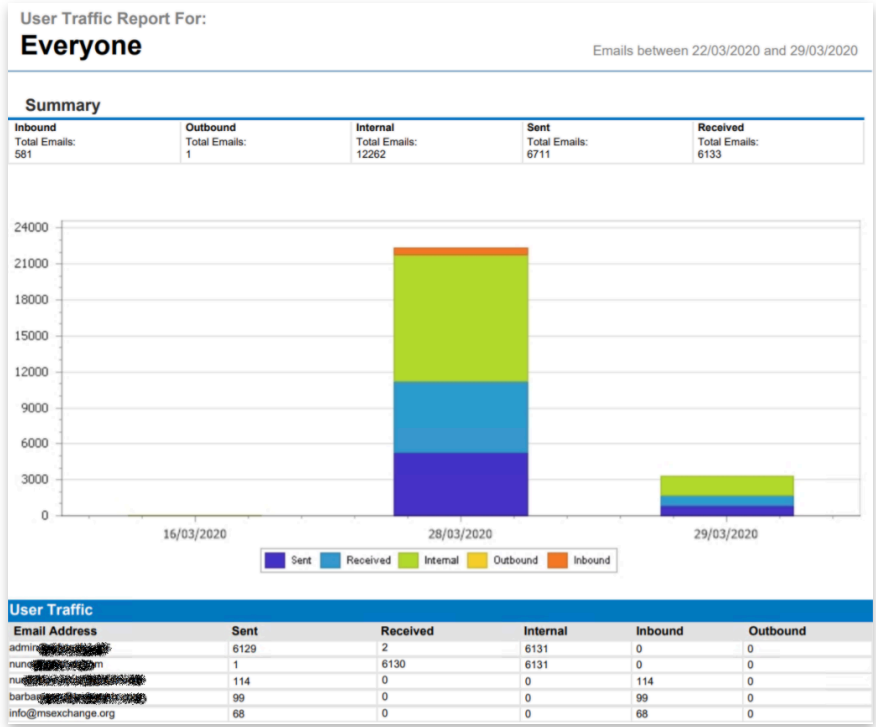 User Traffic Report For:
Everyone
Emails between 22/03/2020 and 29/03/2020
Summary
Inbound Outbound Internal Sent Received
Total Emails: Total Emails: Total Emails: Total Emails: Total Emails:
581 1 12262 6711 6133
24000
21000
18000
15000
12000
9000
6000
3000
0
16/03/2020 28/03/2020 29/03/2020
Sent Received Internal Outbound Inbound
User Traffic
Email Address Sent Received Internal Inbound Outbound
admin 6129 2 6131 0 0
nuno 1 6130 6131 0 0
114 0 0 114 0
barba 99 0 0 99 0
info@msexchange.org 68 0 0 68 0